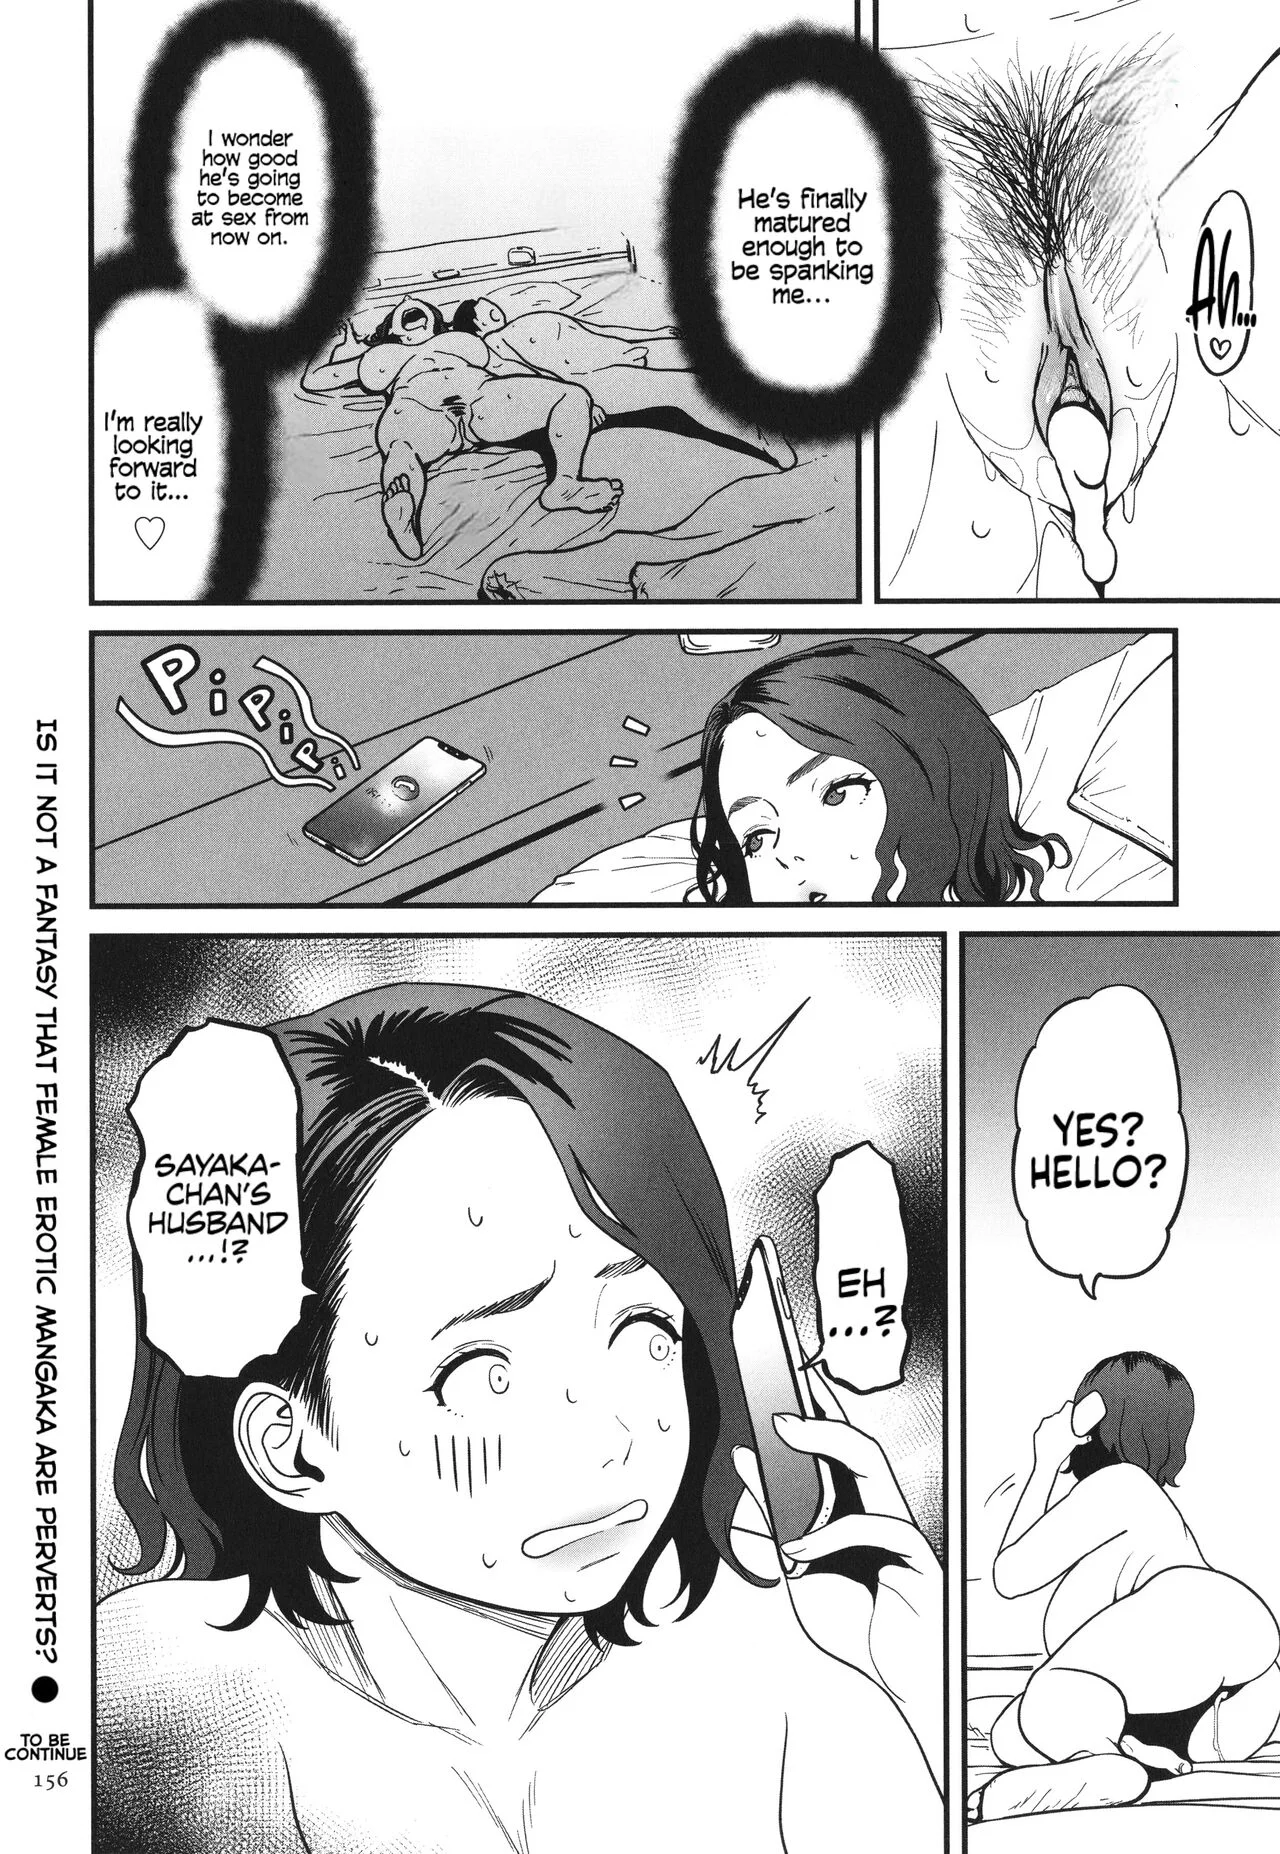 Ah...♡
He's finally
matured
enough to
be spanking
me...
I wonder
how good
he's going
to become
at sex from
now on.
I'm really
looking
forward
to it...
♡
PiPiPiPi
YES?
HELLO?
EH
...?
SAYAKA-
CHAN'S
HUSBAND
...!?
IS IT NOT A FANTASY THAT FEMALE EROTIC MANGAKA ARE PERVERTS? ●
TO BE
CONTINUE
156